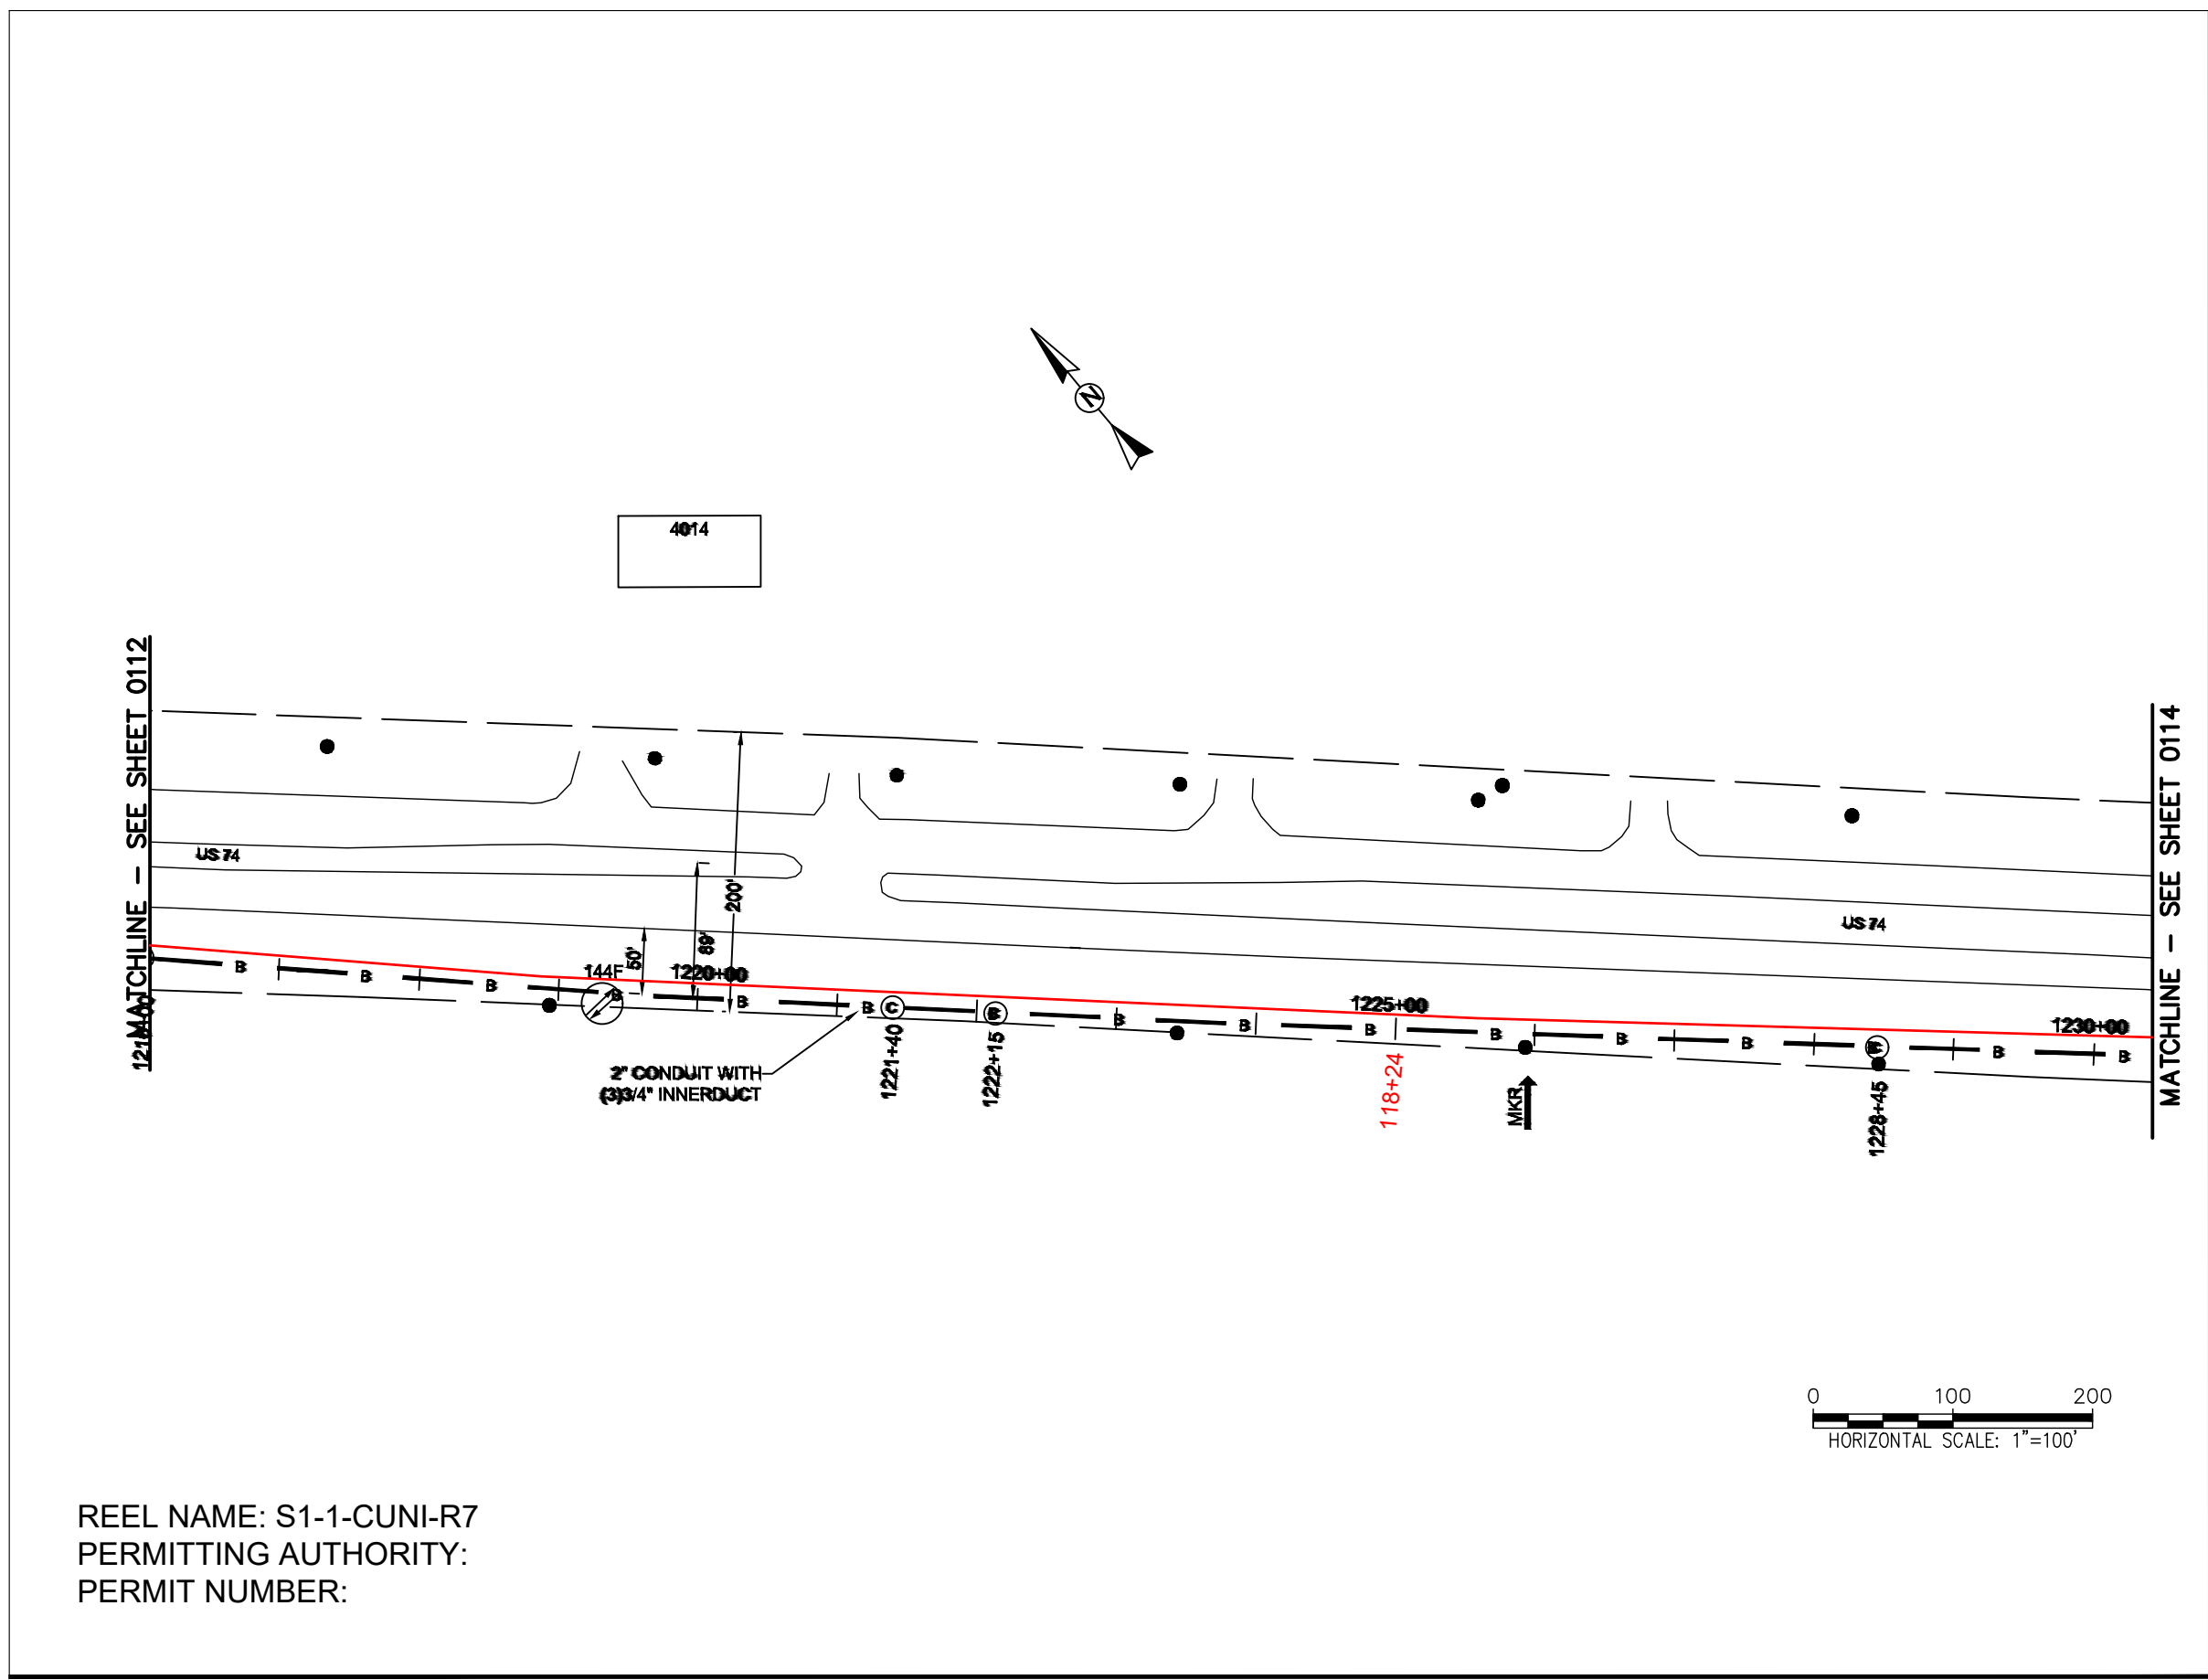 N
4014
MATCHLINE - SEE SHEET 0112
MATCHLINE - SEE SHEET 0114
US 74
US 74
200'
89'
50'
144F
1220+00
1225+00
1230+00
B
B
B
B
B
B
C
B
B
B
B
B
B
B
C
B
B
2" CONDUIT WITH
(3)3/4" INNERDUCT
1221+40
1222+15
118+24
MKR
1228+45
0 100 200
HORIZONTAL SCALE: 1"=100'
REEL NAME: S1-1-CUNI-R7
PERMITTING AUTHORITY:
PERMIT NUMBER: